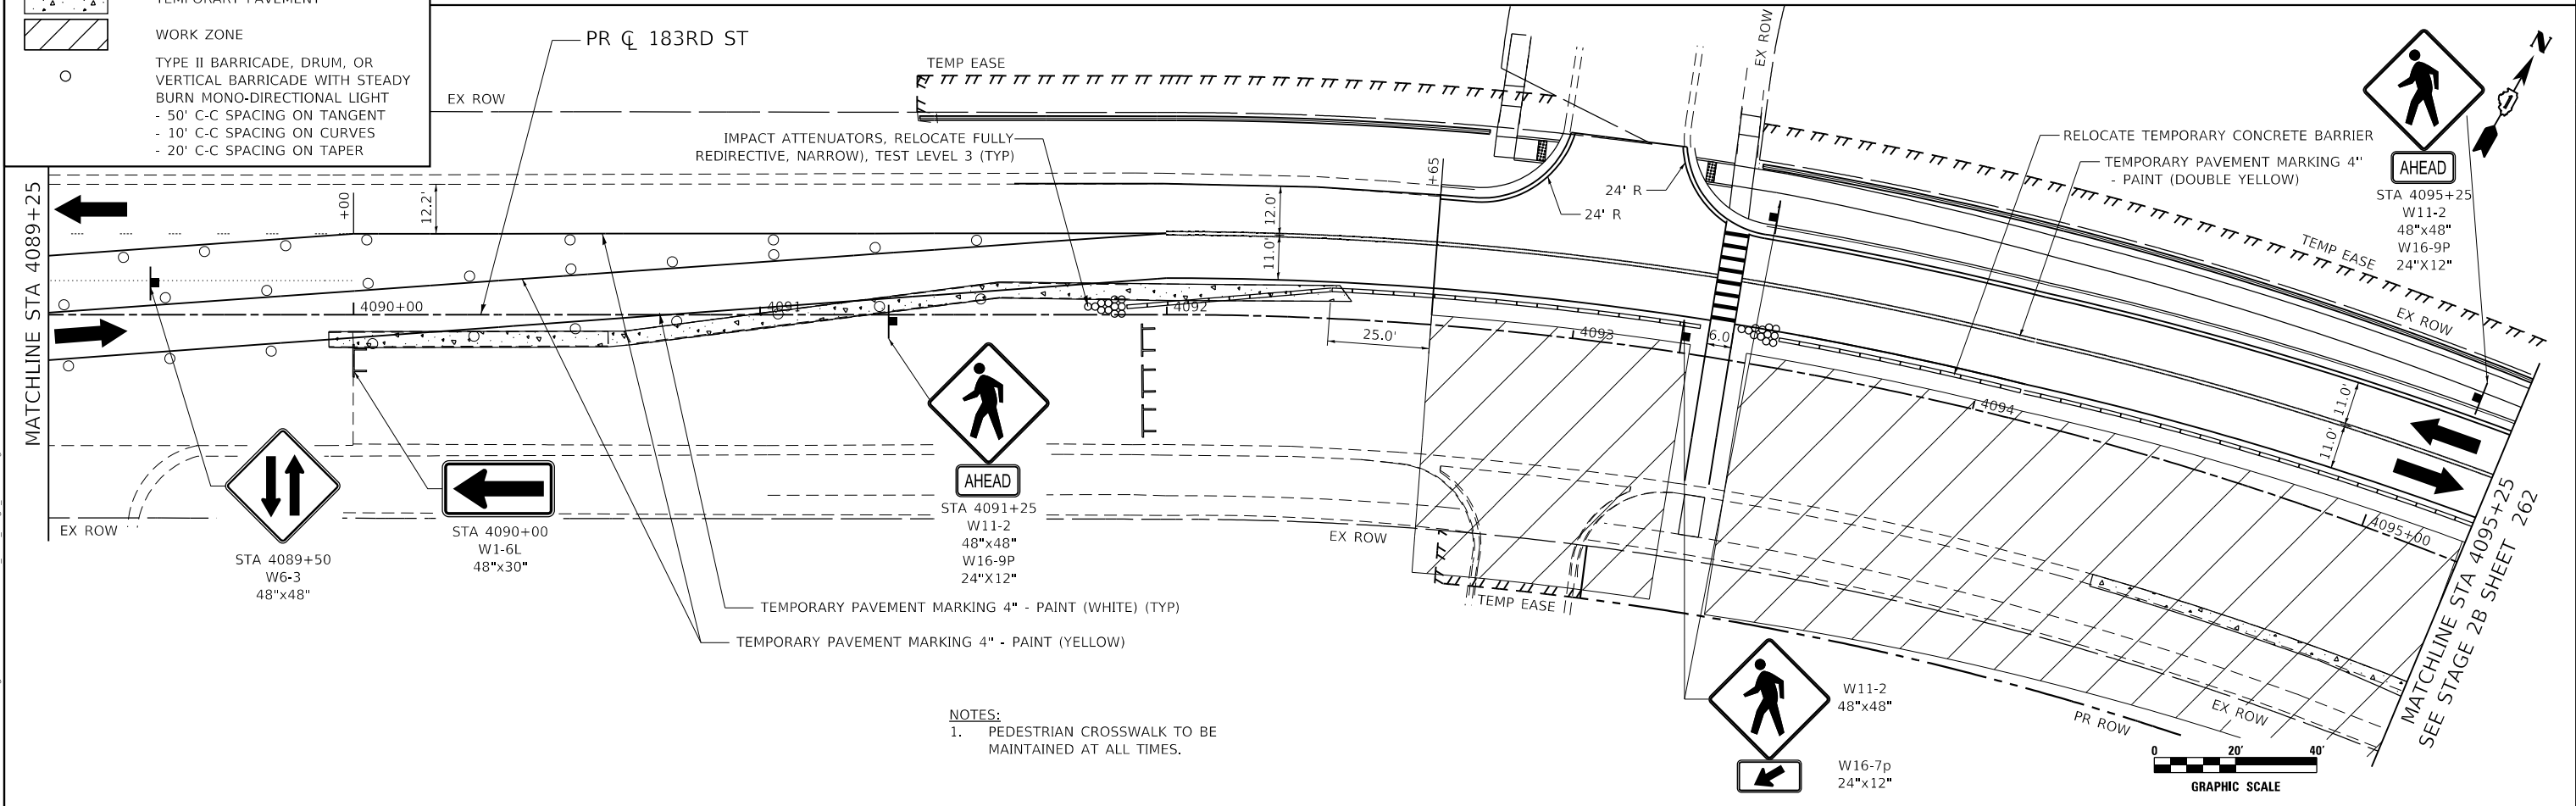 TEMPORARY PAVEMENT
WORK ZONE
TYPE II BARRICADE, DRUM, OR
VERTICAL BARRICADE WITH STEADY
BURN MONO-DIRECTIONAL LIGHT
- 50' C-C SPACING ON TANGENT
- 10' C-C SPACING ON CURVES
- 20' C-C SPACING ON TAPER
PR ℄ 183RD ST
EX ROW
TEMP EASE
IMPACT ATTENUATORS, RELOCATE FULLY
REDIRECTIVE, NARROW), TEST LEVEL 3 (TYP)
+65
24' R
24' R
EX ROW
RELOCATE TEMPORARY CONCRETE BARRIER
TEMPORARY PAVEMENT MARKING 4"
- PAINT (DOUBLE YELLOW)
N
AHEAD
STA 4095+25
W11-2
48"x48"
W16-9P
24"X12"
TEMP EASE
EX ROW
MATCHLINE STA 4089+25
+00
12.2'
12.0'
11.0'
4090+00
4091
4092
25.0'
4093
6.0
4094
11.0'
11.0'
4095+00
EX ROW
STA 4089+50
W6-3
48"x48"
STA 4090+00
W1-6L
48"x30"
AHEAD
STA 4091+25
W11-2
48"x48"
W16-9P
24"X12"
EX ROW
TEMP EASE
TEMPORARY PAVEMENT MARKING 4" - PAINT (WHITE) (TYP)
TEMPORARY PAVEMENT MARKING 4" - PAINT (YELLOW)
NOTES:
1. PEDESTRIAN CROSSWALK TO BE
MAINTAINED AT ALL TIMES.
W11-2
48"x48"
W16-7p
24"x12"
PR ROW
EX ROW
MATCHLINE STA 4095+25
SEE STAGE 2B SHEET 262
0 20' 40'
GRAPHIC SCALE